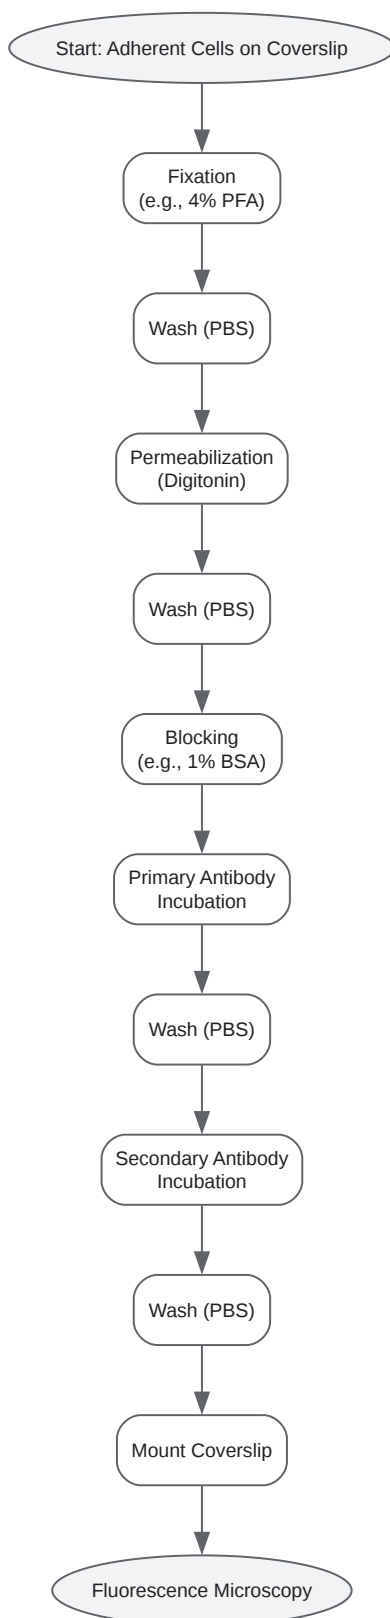 Start: Adherent Cells on Coverslip
Fixation
(e.g., 4% PFA)
Wash (PBS)
Permeabilization
(Digitonin)
Wash (PBS)
Blocking
(e.g., 1% BSA)
Primary Antibody
Incubation
Wash (PBS)
Secondary Antibody
Incubation
Wash (PBS)
Mount Coverslip
Fluorescence Microscopy